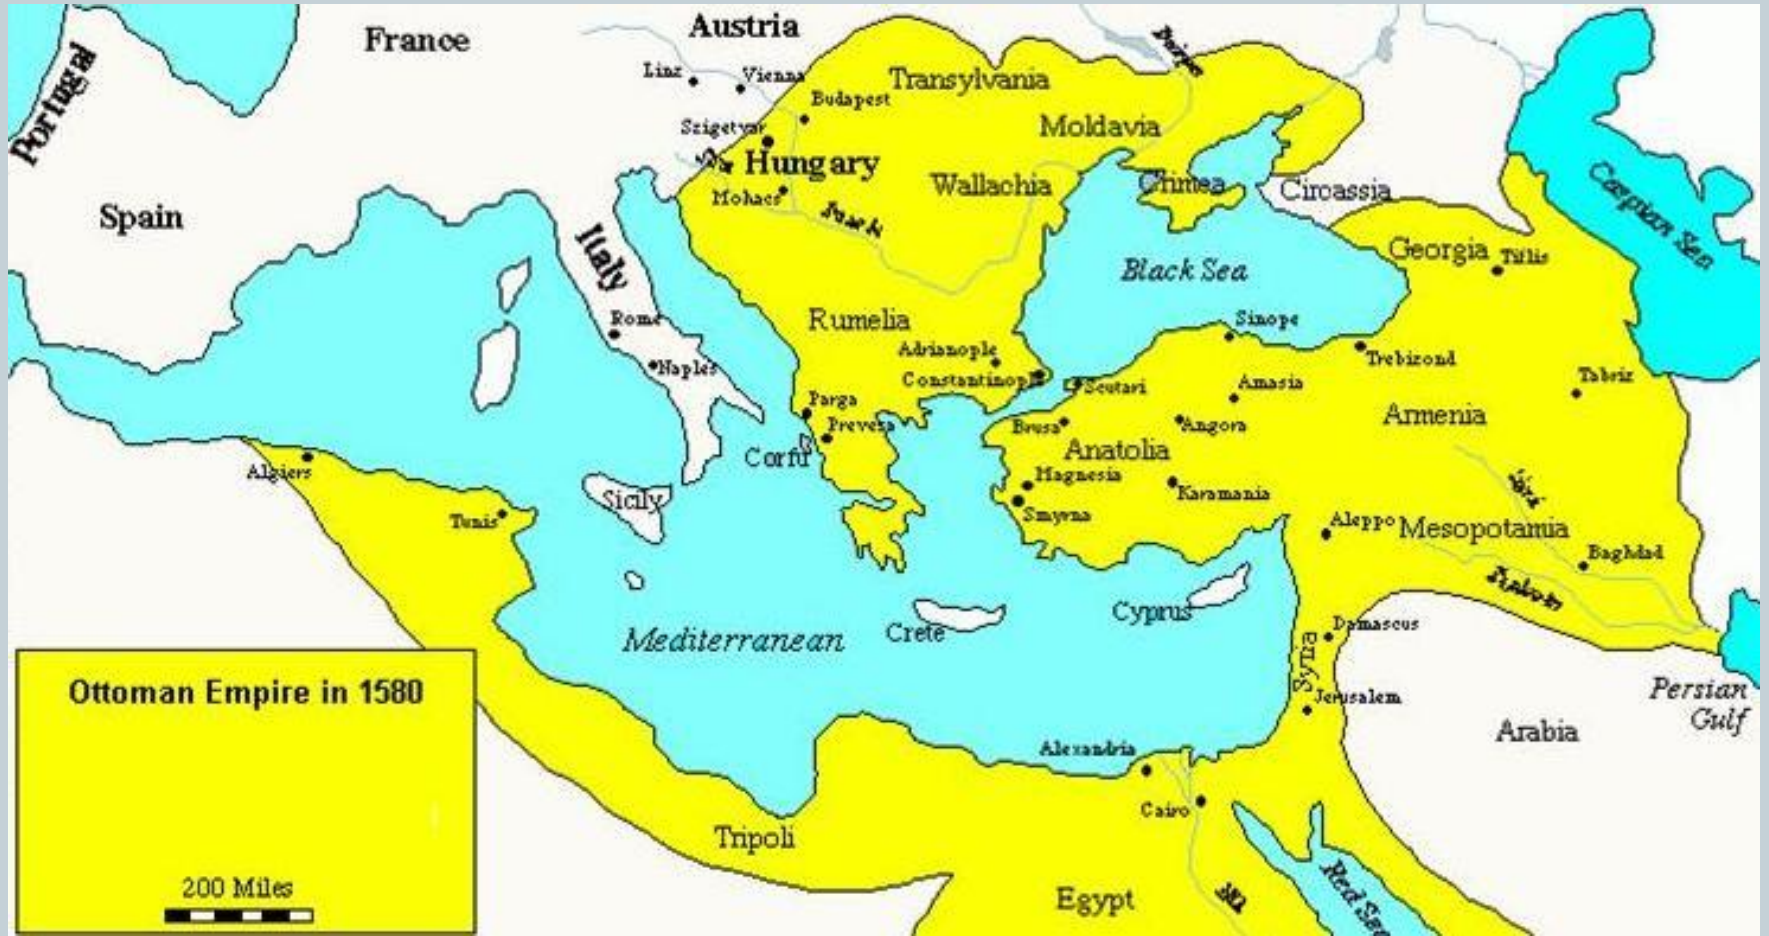 France
Austria
Portugal
Linz
Vienna
Transylvania
Budapest
Szigetvar
Moldavia
Hungary
Wallachia
Crimea
Circassia
Caspian Sea
Mohacs
Spain
Italy
Georgia
Tiflis
Black Sea
Rome
Rumelia
Sinope
Adrianople
Trebizond
Naples
Constantinople
Scutari
Amasia
Tabriz
Parga
Prevesa
Brusa
Angora
Armenia
Corfu
Anatolia
Algiers
Magnesia
Karamania
Sicily
Tunis
Smyrna
Aleppo
Mesopotamia
Baghdad
Cyprus
Crete
Damascus
Mediterranean
Syria
Jerusalem
Persian
Gulf
Arabia
Ottoman Empire in 1580
Alexandria
Cairo
Tripoli
200 Miles
Egypt
Red Sea